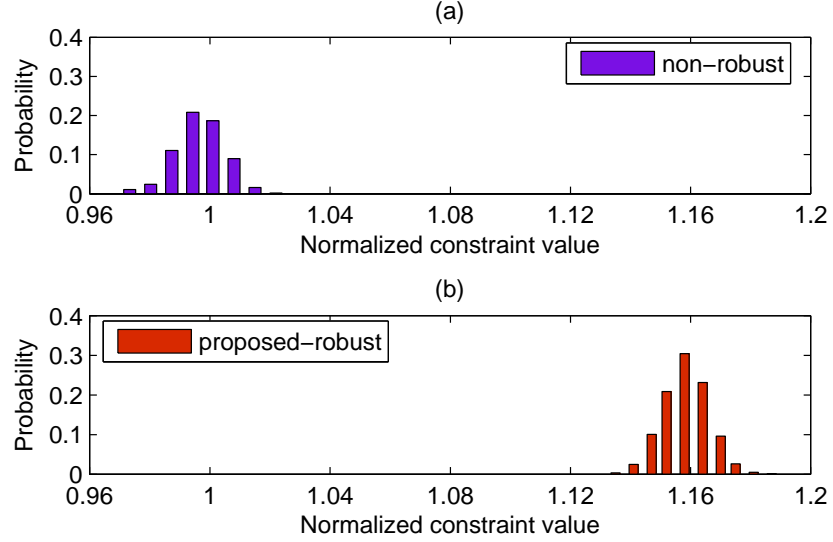 (a)
0.4
0.3
0.2
0.1
0
Probability
non−robust
0.96 1 1.04 1.08 1.12 1.16 1.2
Normalized constraint value
(b)
0.4
0.3
0.2
0.1
0
Probability
proposed−robust
0.96 1 1.04 1.08 1.12 1.16 1.2
Normalized constraint value